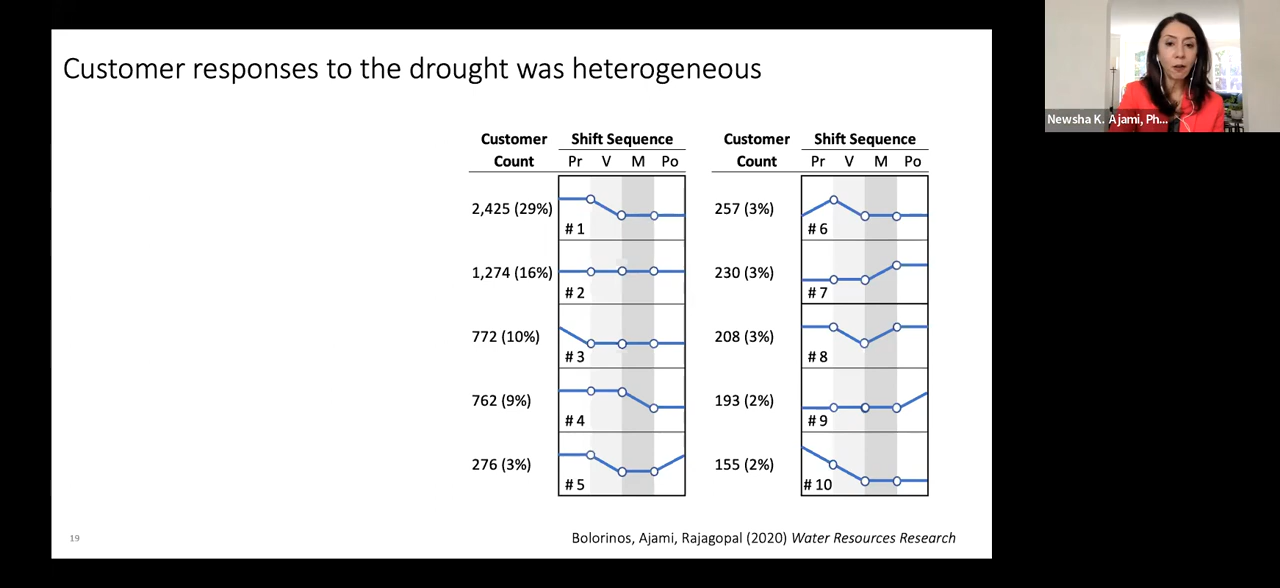 Customer responses to the drought was heterogeneous
Newsha K. Ajami, Ph...
Customer Count Shift Sequence
Pr V M Po
2,425 (29%) # 1
1,274 (16%) # 2
772 (10%) # 3
762 (9%) # 4
276 (3%) # 5
Customer Count Shift Sequence
Pr V M Po
257 (3%) # 6
230 (3%) # 7
208 (3%) # 8
193 (2%) # 9
155 (2%) # 10
19
Bolorinos, Ajami, Rajagopal (2020) Water Resources Research